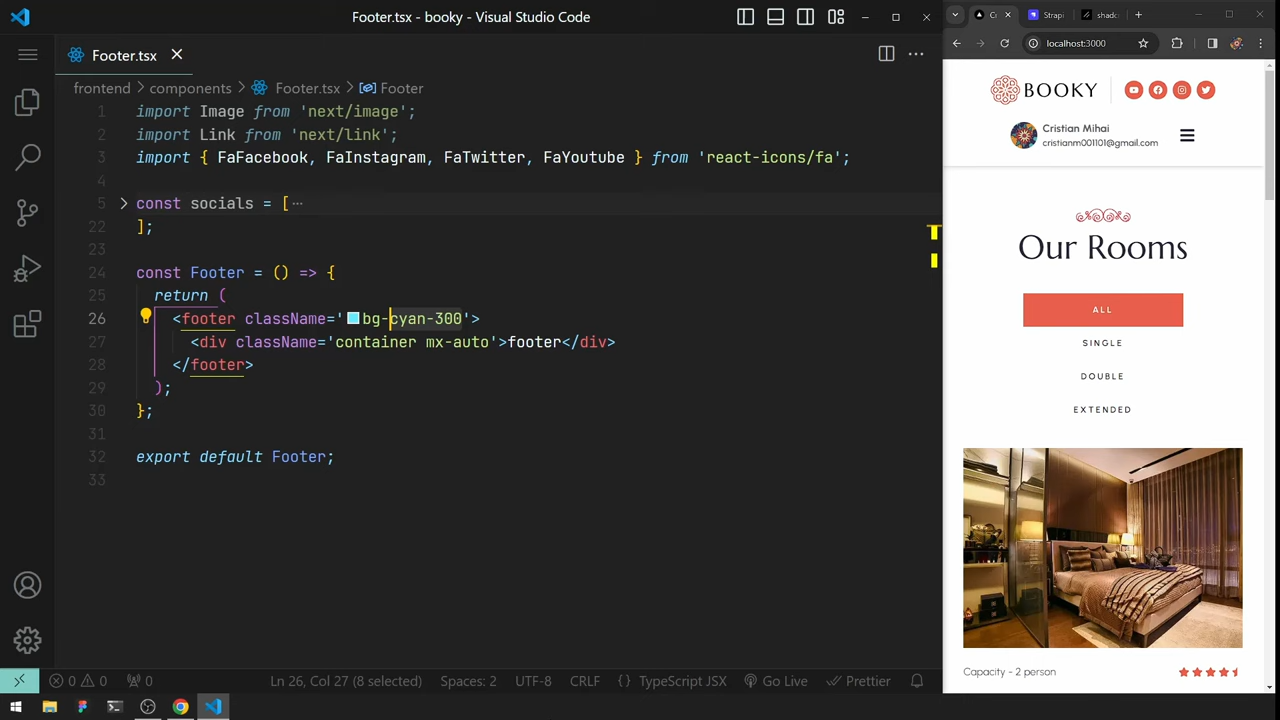 Footer.tsx - booky - Visual Studio Code
Footer.tsx
frontend
components
Footer.tsx
Footer
1 import Image from 'next/image';
2 import Link from 'next/link';
3 import { FaFacebook, FaInstagram, FaTwitter, FaYoutube } from 'react-icons/fa';
4
5 const socials = [ ⋯
22 ];
23
24 const Footer = () => {
25 return (
26 <footer className='bg-cyan-300'>
27 <div className='container mx-auto'>footer</div>
28 </footer>
29 );
30 };
31
32 export default Footer;
33
0 0 0
Ln 26, Col 27 (8 selected)
Spaces: 2
UTF-8
CRLF
{ } TypeScript JSX
Go Live
Prettier
Strapi
shadc
localhost:3000
BOOKY
Cristian Mihai
cristianm001101@gmail.com
Our Rooms
ALL
SINGLE
DOUBLE
EXTENDED
Capacity - 2 person